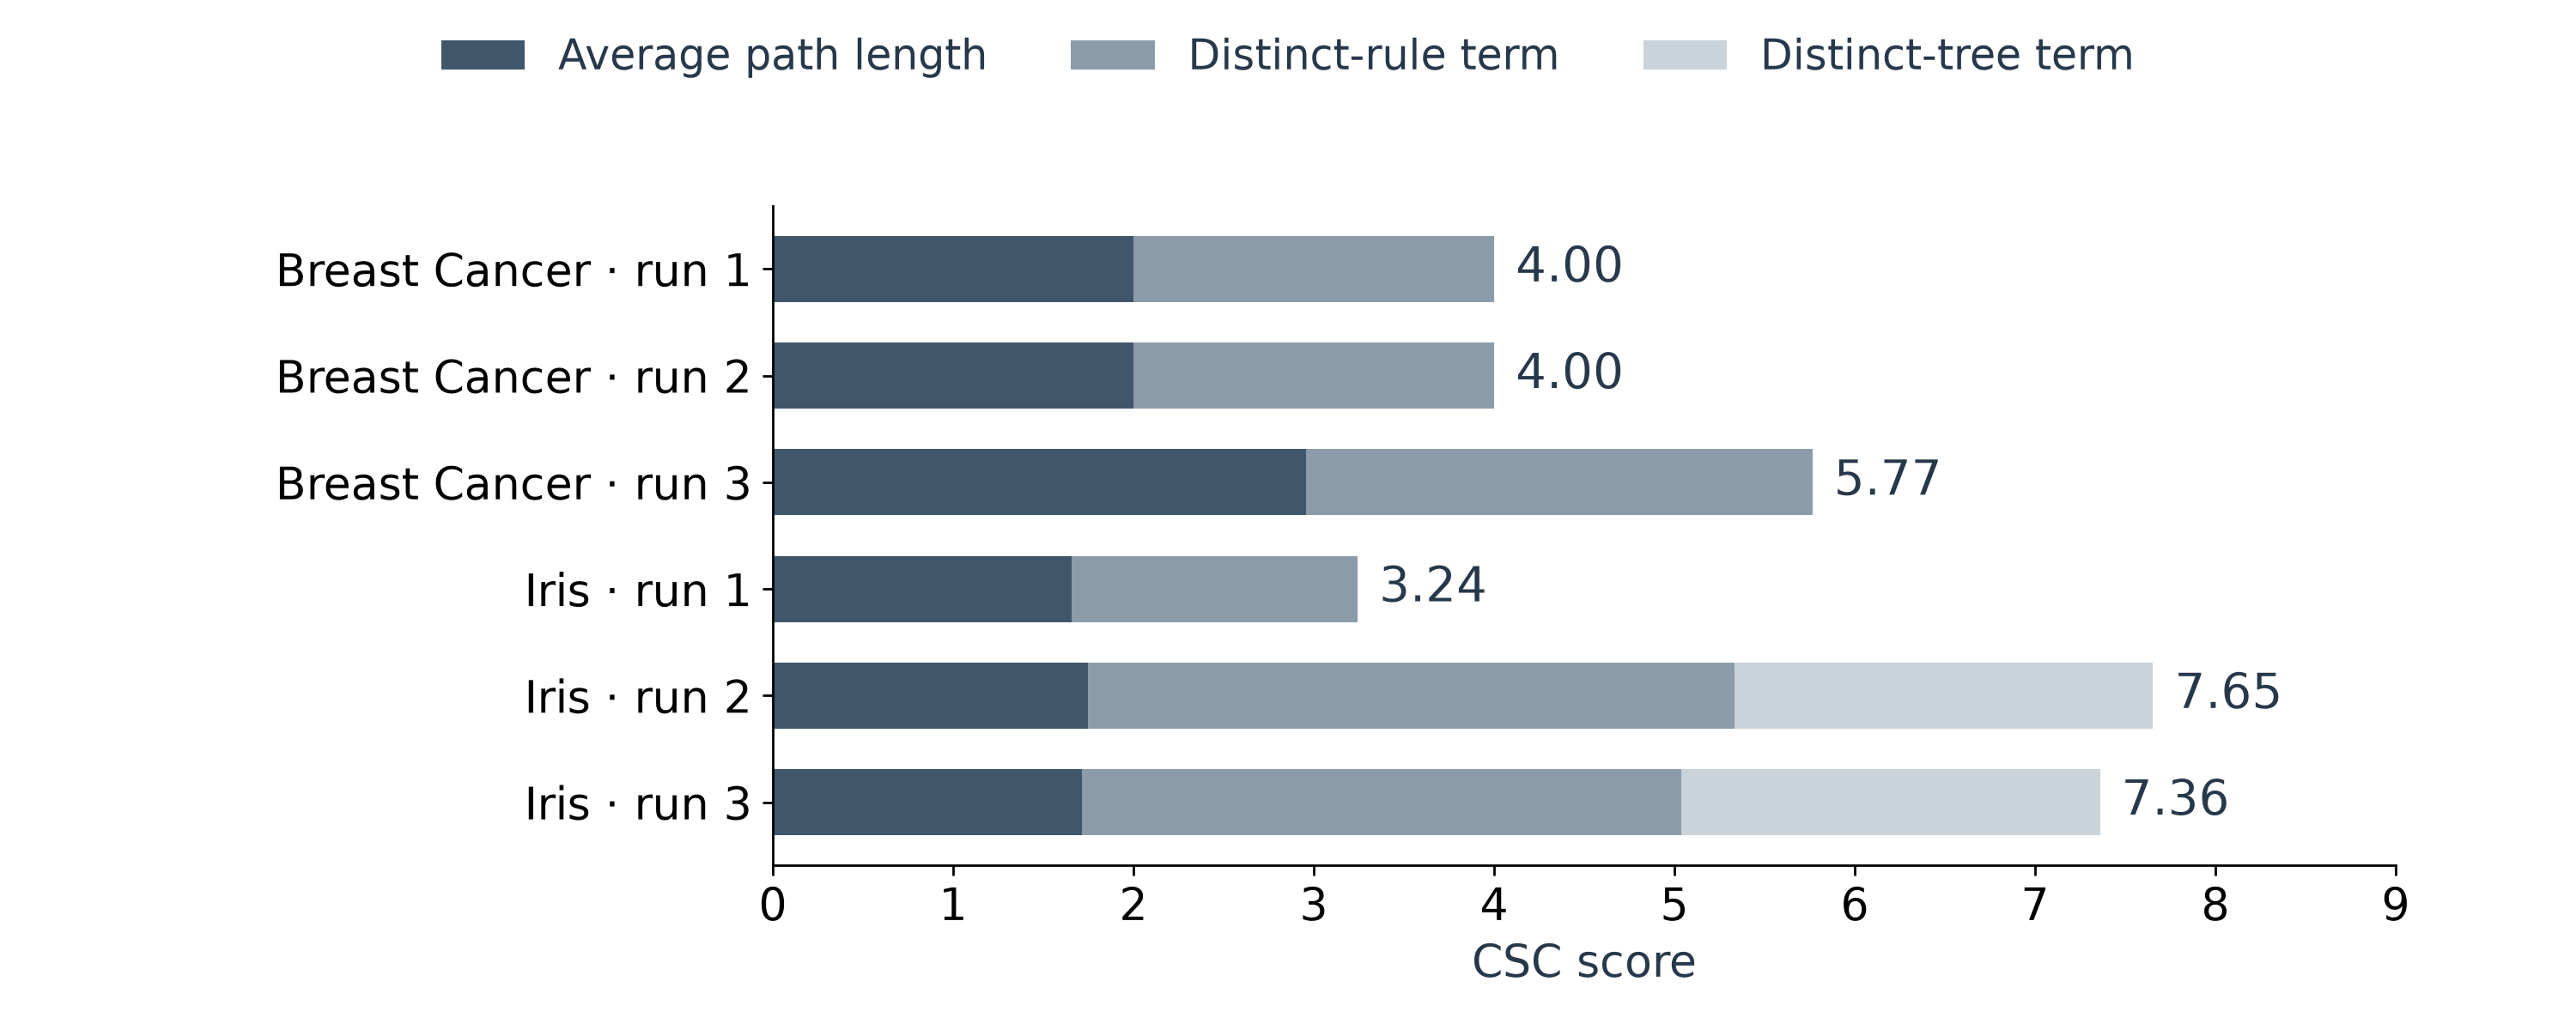 Average path length Distinct-rule term Distinct-tree term
Breast Cancer · run 1 4.00
Breast Cancer · run 2 4.00
Breast Cancer · run 3 5.77
Iris · run 1 3.24
Iris · run 2 7.65
Iris · run 3 7.36
0 1 2 3 4 5 6 7 8 9
CSC score